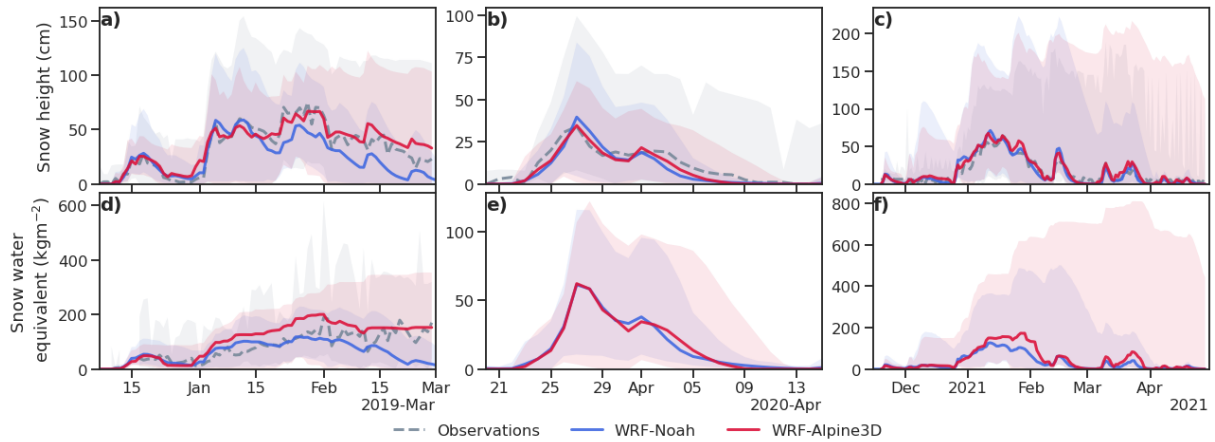 a)
b)
c)
Snow height (cm)
150
100
50
0
100
75
50
25
0
200
150
100
50
0
d)
e)
f)
Snow water
equivalent (kgm−2)
600
400
200
0
100
50
0
800
600
400
200
0
15 Jan 15 Feb 15 Mar
2019-Mar
21 25 29 Apr 05 09 13
2020-Apr
Dec 2021 Feb Mar Apr
2021
Observations WRF-Noah WRF-Alpine3D